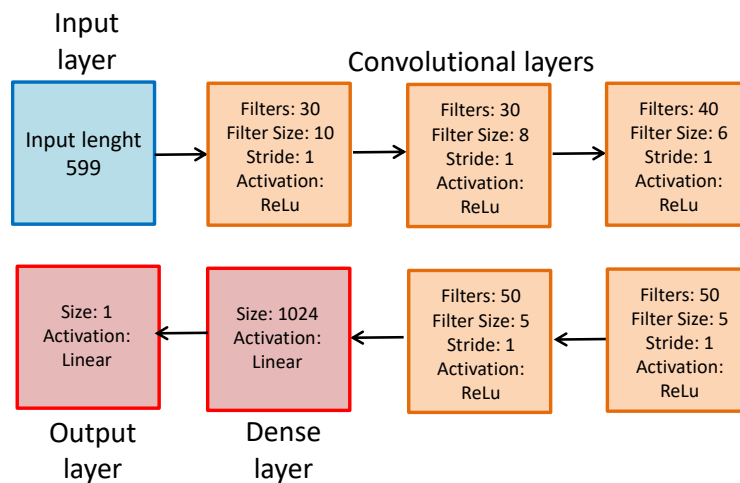 Input
layer
Convolutional layers
Input lenght
599
Filters: 30
Filter Size: 10
Stride: 1
Activation:
ReLu
Filters: 30
Filter Size: 8
Stride: 1
Activation:
ReLu
Filters: 40
Filter Size: 6
Stride: 1
Activation:
ReLu
Size: 1
Activation:
Linear
Size: 1024
Activation:
Linear
Filters: 50
Filter Size: 5
Stride: 1
Activation:
ReLu
Filters: 50
Filter Size: 5
Stride: 1
Activation:
ReLu
Output
layer
Dense
layer